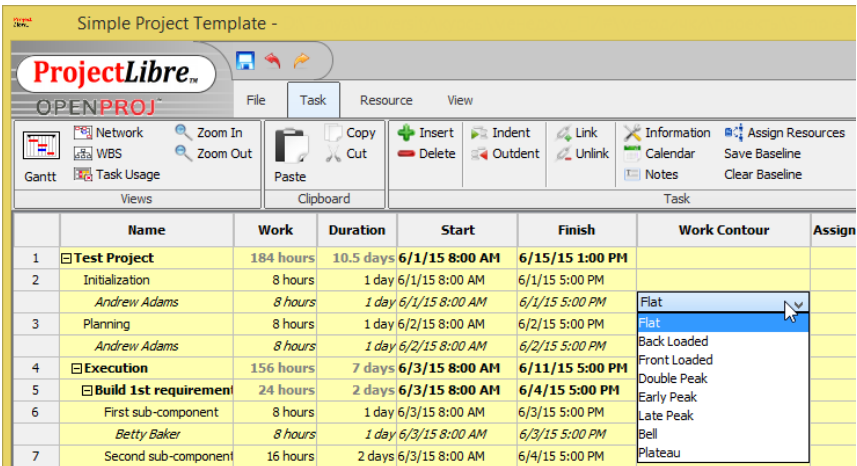 Simple Project Template -
ProjectLibre™
OPENPROJ
File Task Resource View
Network Zoom In Copy Insert Indent Link Information Assign Resources
WBS Zoom Out Cut Delete Outdent Unlink Calendar Save Baseline
Gantt Task Usage Paste Notes Clear Baseline
Views Clipboard Task
Name Work Duration Start Finish Work Contour Assign
1 Test Project 184 hours 10.5 days 6/1/15 8:00 AM 6/15/15 1:00 PM
2 Initialization 8 hours 1 day 6/1/15 8:00 AM 6/1/15 5:00 PM
Andrew Adams 8 hours 1 day 6/1/15 8:00 AM 6/1/15 5:00 PM Flat
3 Planning 8 hours 1 day 6/2/15 8:00 AM 6/2/15 5:00 PM Flat
Andrew Adams 8 hours 1 day 6/2/15 8:00 AM 6/2/15 5:00 PM Back Loaded
4 Execution 156 hours 7 days 6/3/15 8:00 AM 6/11/15 5:00 PM Front Loaded
5 Build 1st requirement 24 hours 2 days 6/3/15 8:00 AM 6/4/15 5:00 PM Double Peak
Early Peak
6 First sub-component 8 hours 1 day 6/3/15 8:00 AM 6/3/15 5:00 PM Late Peak
Betty Baker 8 hours 1 day 6/3/15 8:00 AM 6/3/15 5:00 PM Bell
7 Second sub-component 16 hours 2 days 6/3/15 8:00 AM 6/4/15 5:00 PM Plateau